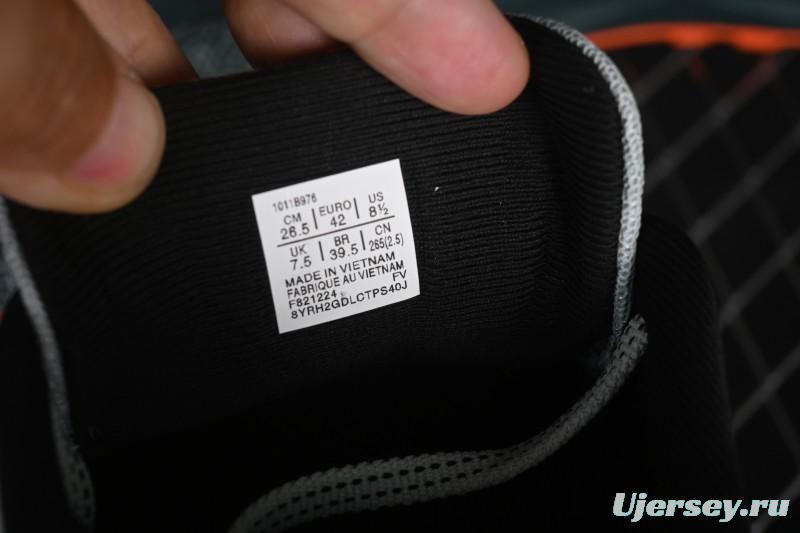 1011B976
CM EURO US
26.5 42 8½
UK BR CN
7.5 39.5 265(2.5)
MADE IN VIETNAM
FABRIQUE AU VIETNAM
F821224 FV
8YRH2GDLCTPS40J
Ujersey.ru